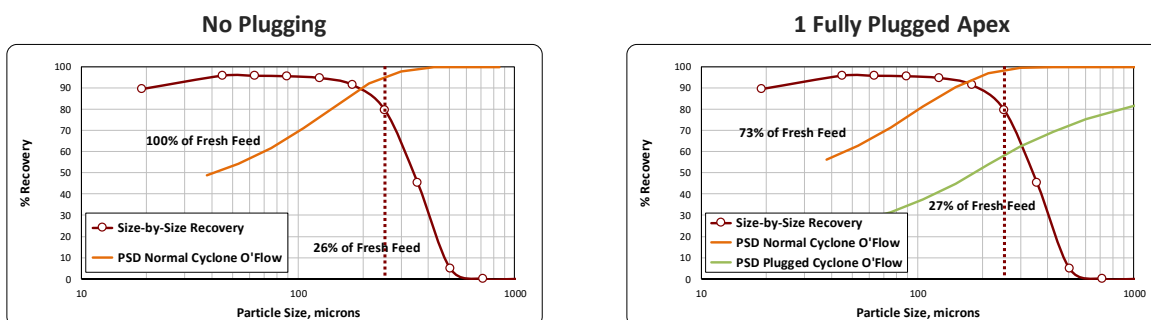 No Plugging
100
90
80
70
60
50
40
30
20
10
0
% Recovery
100% of Fresh Feed
26% of Fresh Feed
Size-by-Size Recovery
PSD Normal Cyclone O'Flow
10
100
1000
Particle Size, microns
1 Fully Plugged Apex
100
90
80
70
60
50
40
30
20
10
0
% Recovery
73% of Fresh Feed
27% of Fresh Feed
Size-by-Size Recovery
PSD Normal Cyclone O'Flow
PSD Plugged Cyclone O'Flow
10
100
1000
Particle Size, microns